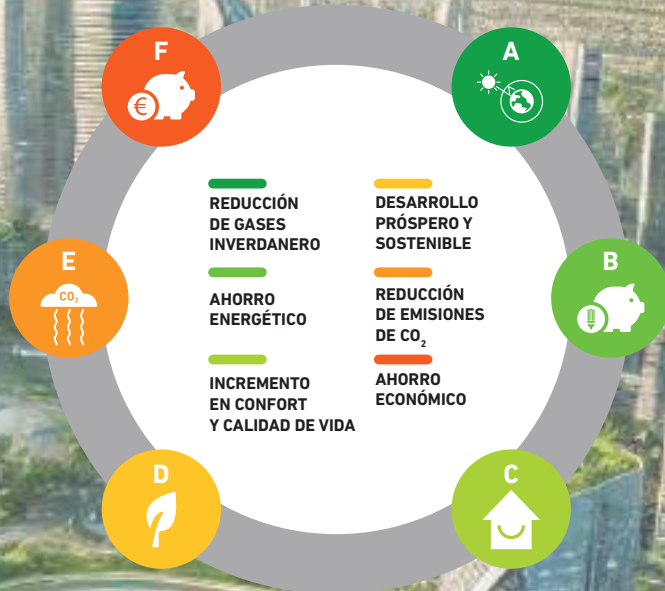 F
A
€
REDUCCIÓN
DE GASES
INVERDANERO
DESARROLLO
PRÓSPERO Y
SOSTENIBLE
E
CO₂
B
AHORRO
ENERGÉTICO
REDUCCIÓN
DE EMISIONES
DE CO₂
INCREMENTO
EN CONFORT
Y CALIDAD DE VIDA
AHORRO
ECONÓMICO
D
C